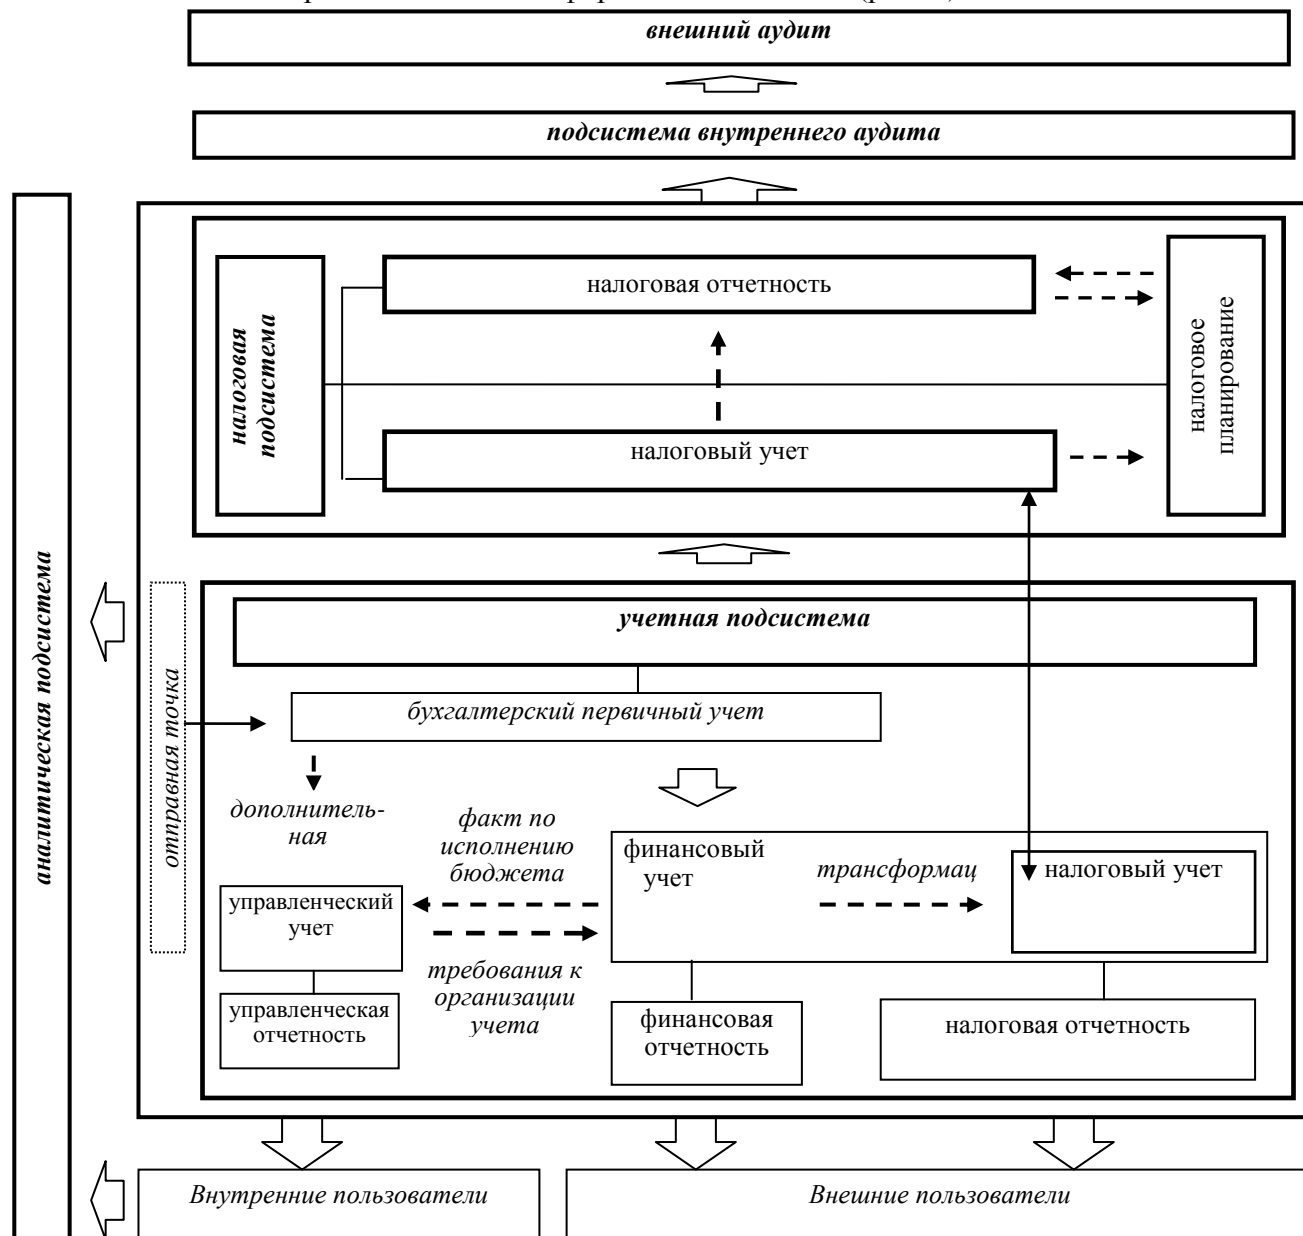 внешний аудит
подсистема внутреннего аудита
аналитическая подсистема
налоговая
подсистема
налоговая отчетность
налоговый учет
налоговое
планирование
отправная точка
учетная подсистема
бухгалтерский первичный учет
дополнитель-
ная
факт по
исполнению
бюджета
финансовый
учет
трансформац
налоговый учет
управленческий
учет
требования к
организации
учета
управленческая
отчетность
финансовая
отчетность
налоговая отчетность
Внутренние пользователи
Внешние пользователи